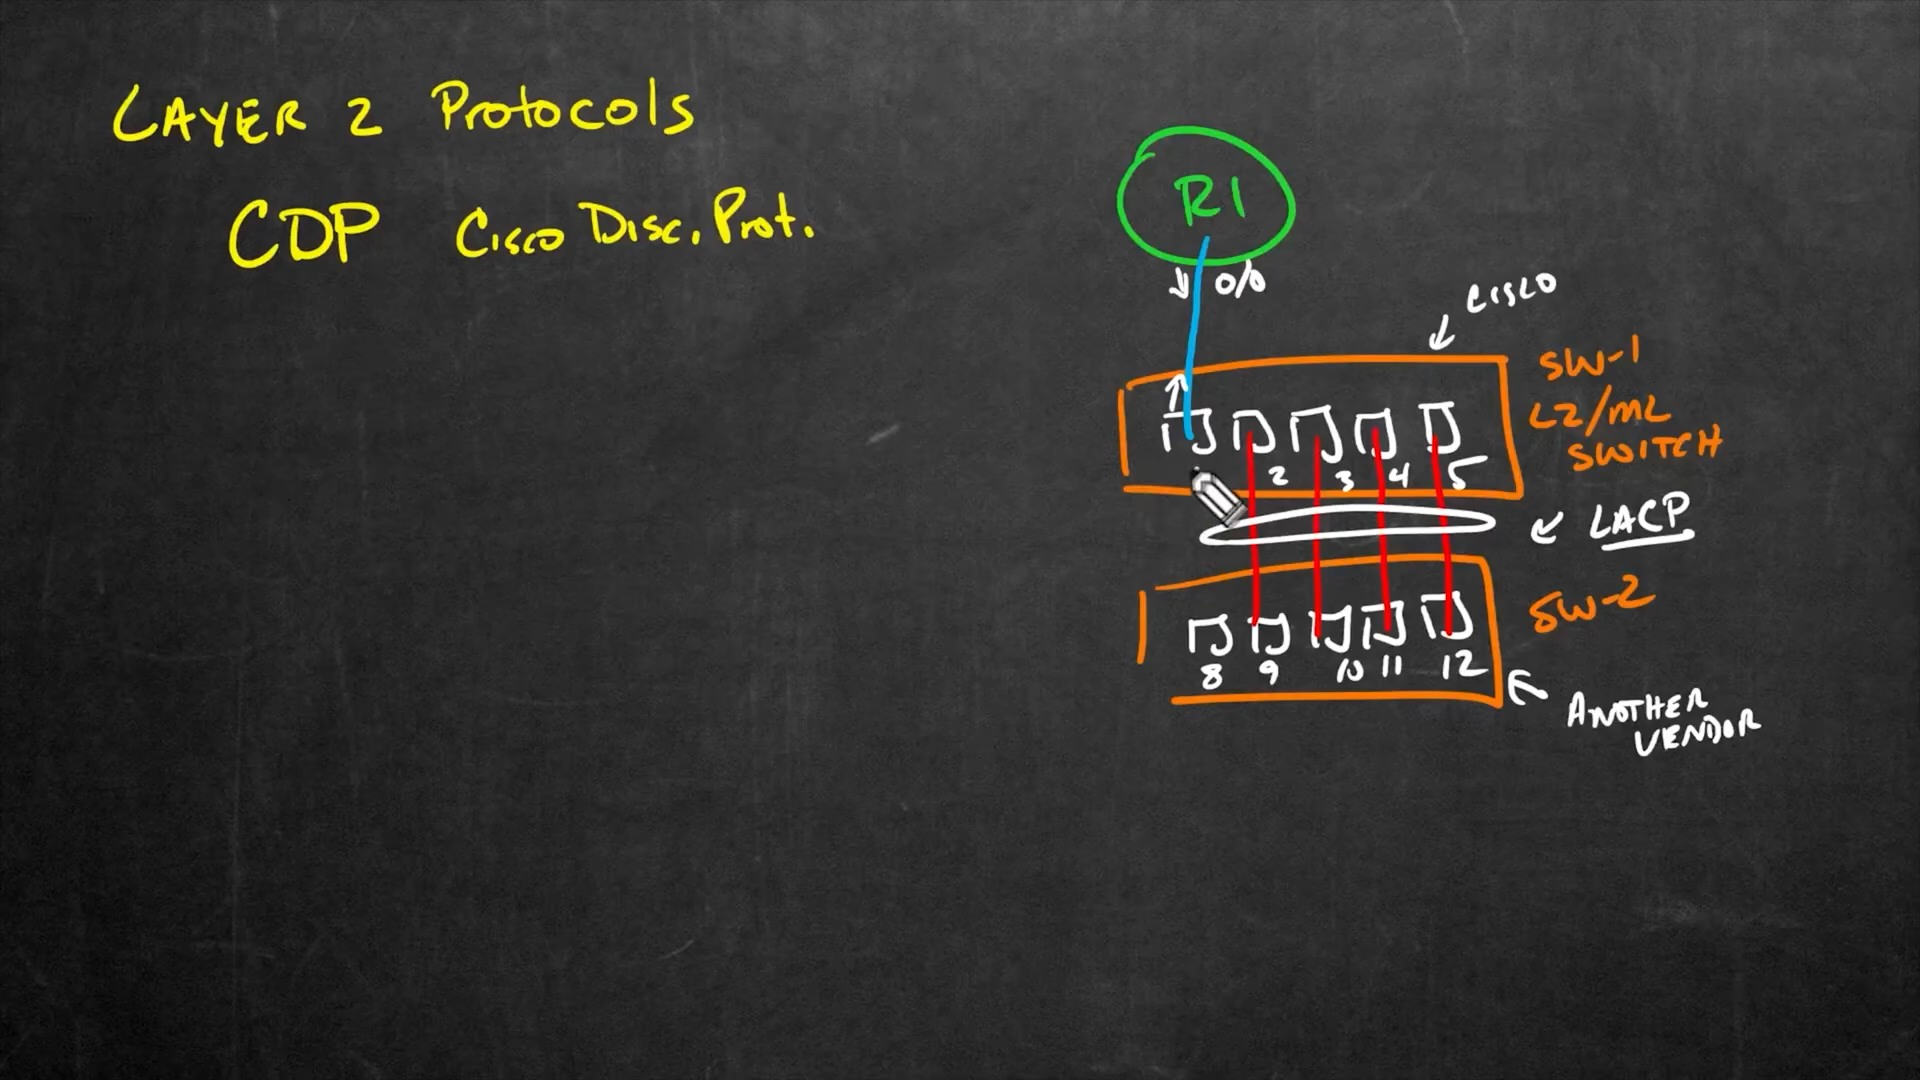 LAYER 2 Protocols
CDP Cisco Disc. Prot.
R1
0/0
CISCO
SW-1
L2/ML
SWITCH
2 3 4 5
LACP
SW-2
8 9 10 11 12
ANOTHER
VENDOR